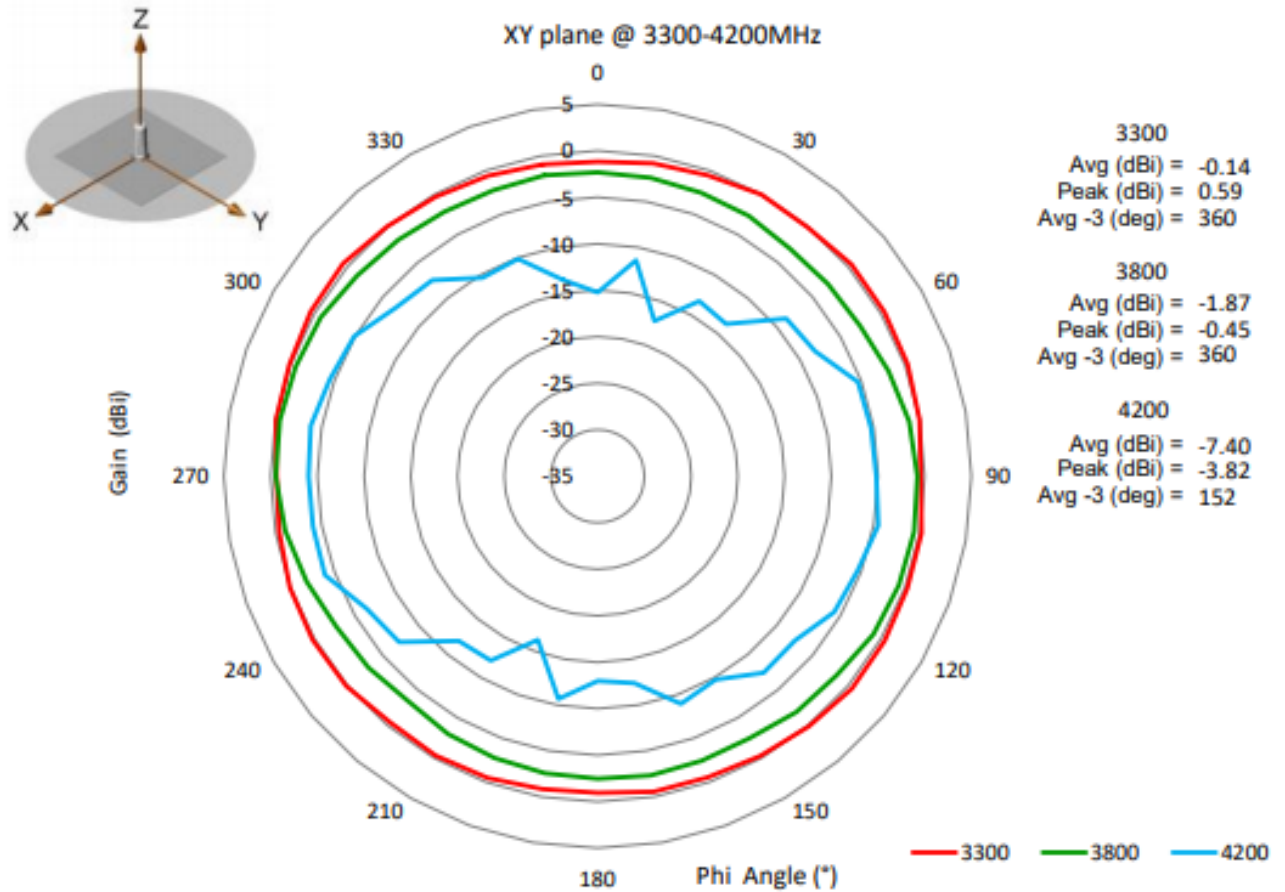 Z
X
Y
XY plane @ 3300-4200MHz
0
30
60
90
120
150
180
210
240
270
300
330
5
0
-5
-10
-15
-20
-25
-30
-35
Gain (dBi)
Phi Angle (°)
3300
Avg (dBi) = -0.14
Peak (dBi) = 0.59
Avg -3 (deg) = 360
3800
Avg (dBi) = -1.87
Peak (dBi) = -0.45
Avg -3 (deg) = 360
4200
Avg (dBi) = -7.40
Peak (dBi) = -3.82
Avg -3 (deg) = 152
3300
3800
4200